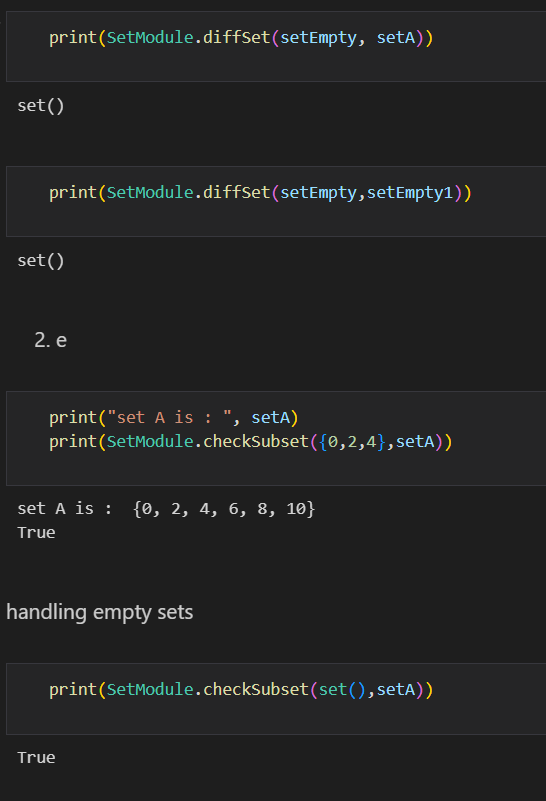 print(SetModule.diffSet(setEmpty, setA))
set()
print(SetModule.diffSet(setEmpty,setEmpty1))
set()
2. e
print("set A is : ", setA)
print(SetModule.checkSubset({0,2,4},setA))
set A is :  {0, 2, 4, 6, 8, 10}
True
handling empty sets
print(SetModule.checkSubset(set(),setA))
True